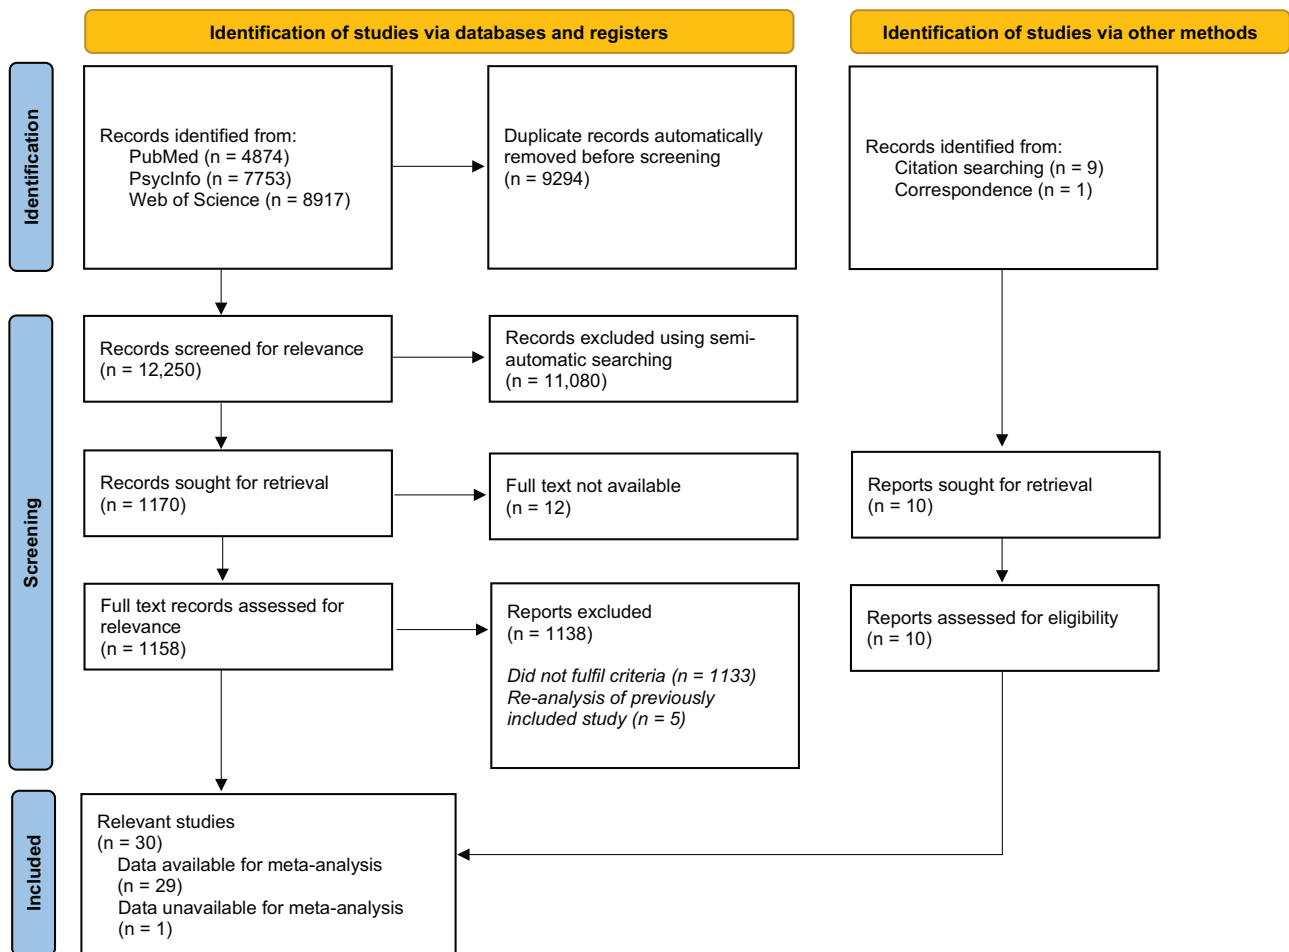 Identification of studies via databases and registers
Identification of studies via other methods
Identification
Records identified from:
PubMed (n = 4874)
PsycInfo (n = 7753)
Web of Science (n = 8917)
Duplicate records automatically
removed before screening
(n = 9294)
Records identified from:
Citation searching (n = 9)
Correspondence (n = 1)
Screening
Records screened for relevance
(n = 12,250)
Records excluded using semi-
automatic searching
(n = 11,080)
Records sought for retrieval
(n = 1170)
Full text not available
(n = 12)
Reports sought for retrieval
(n = 10)
Full text records assessed for
relevance
(n = 1158)
Reports excluded
(n = 1138)
Did not fulfil criteria (n = 1133)
Re-analysis of previously
included study (n = 5)
Reports assessed for eligibility
(n = 10)
Included
Relevant studies
(n = 30)
Data available for meta-analysis
(n = 29)
Data unavailable for meta-analysis
(n = 1)